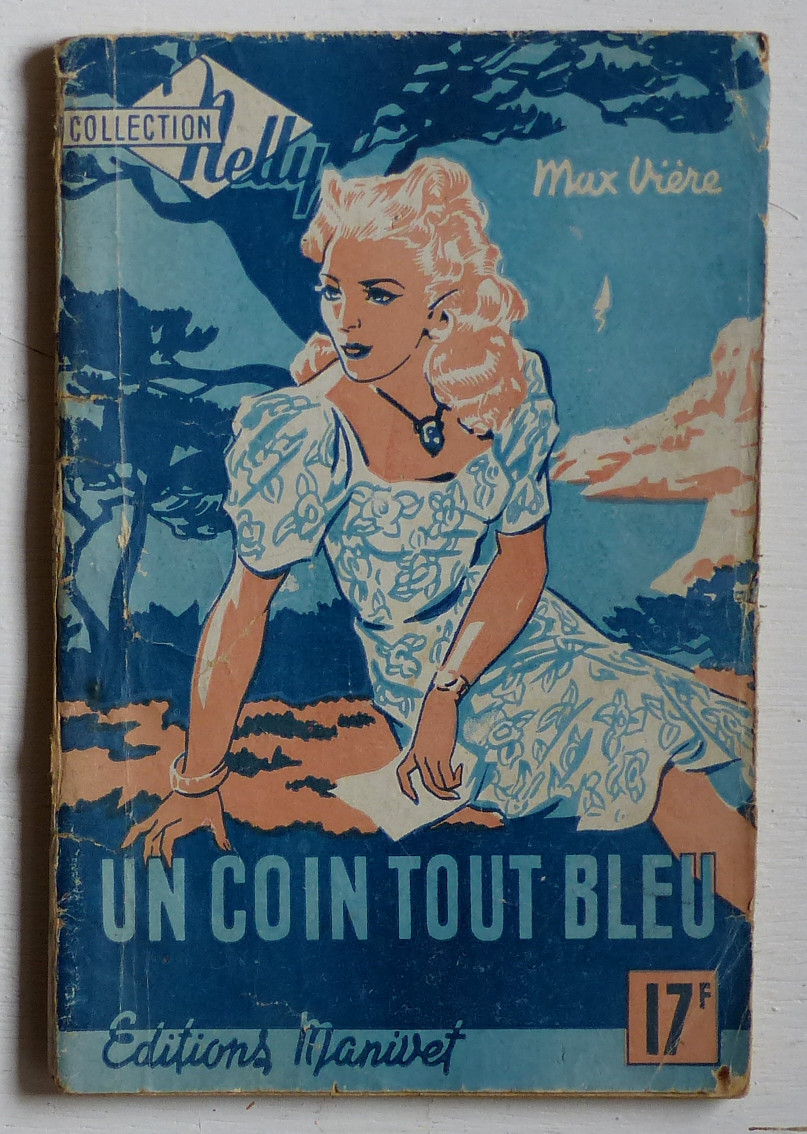 COLLECTION Nelly
Max Vière
UN COIN TOUT BLEU
17F
Editions Manivet